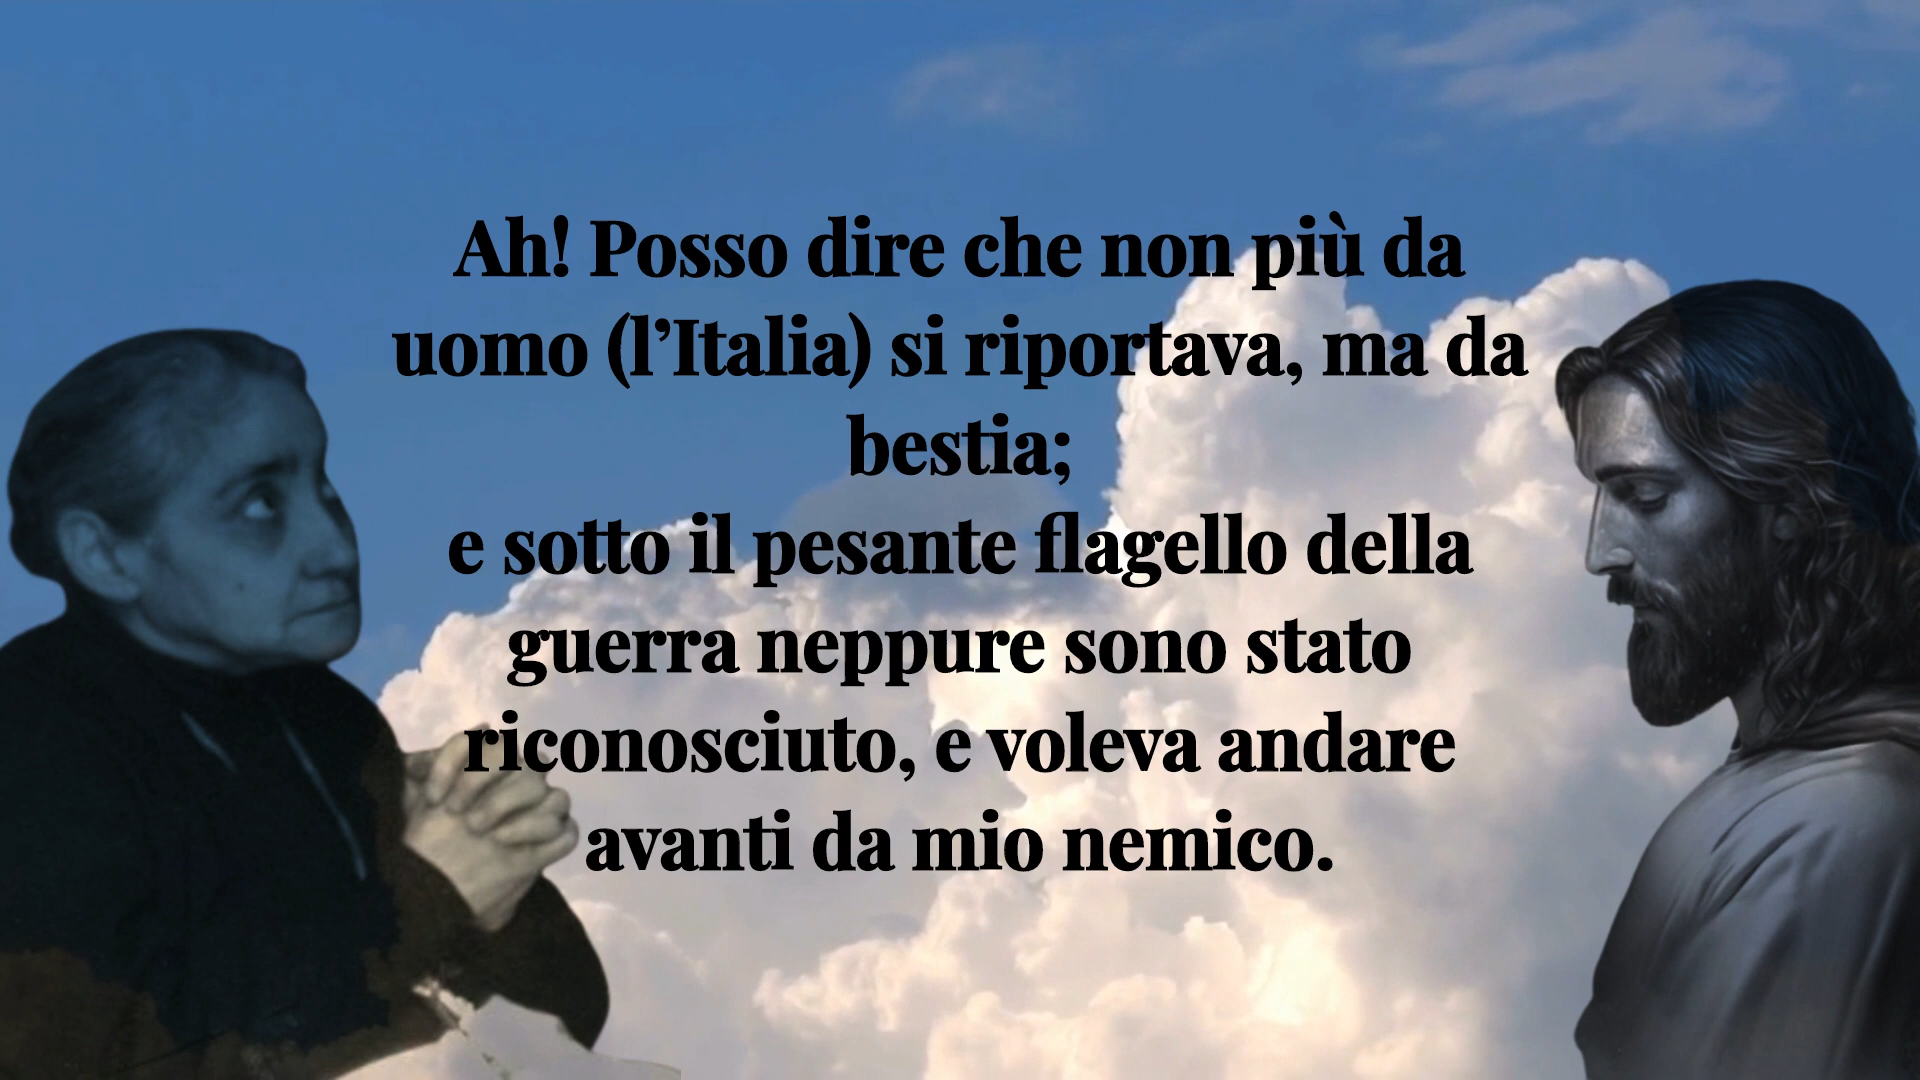 Ah! Posso dire che non più da
uomo (l’Italia) si riportava, ma da
bestia;
e sotto il pesante flagello della
guerra neppure sono stato
riconosciuto, e voleva andare
avanti da mio nemico.